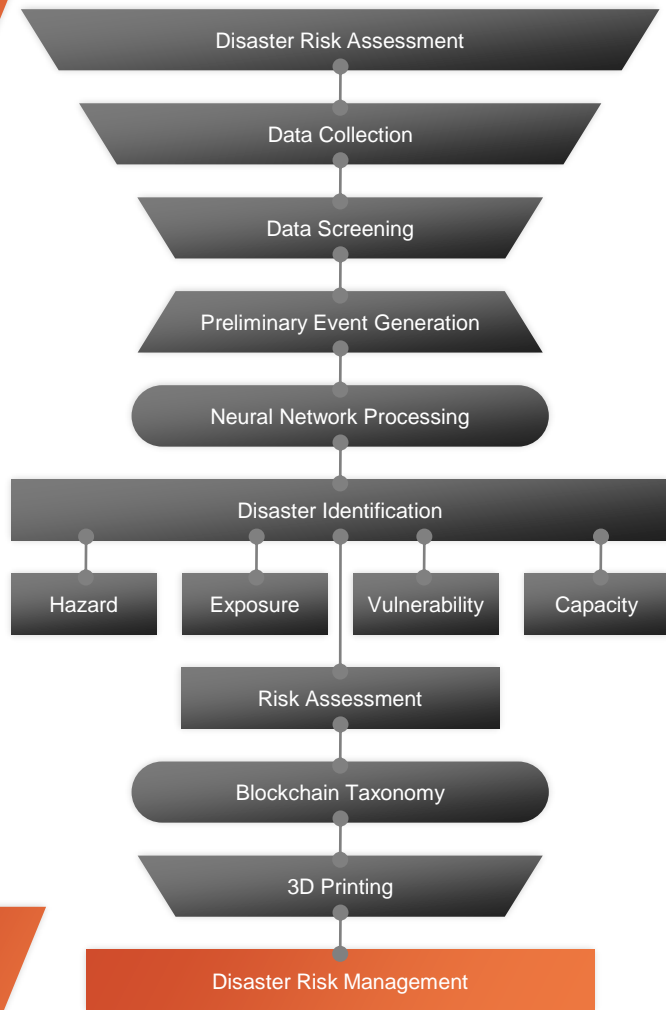 Disaster Risk Assessment
Data Collection
Data Screening
Preliminary Event Generation
Neural Network Processing
Disaster Identification
Hazard
Exposure
Vulnerability
Capacity
Risk Assessment
Blockchain Taxonomy
3D Printing
Disaster Risk Management